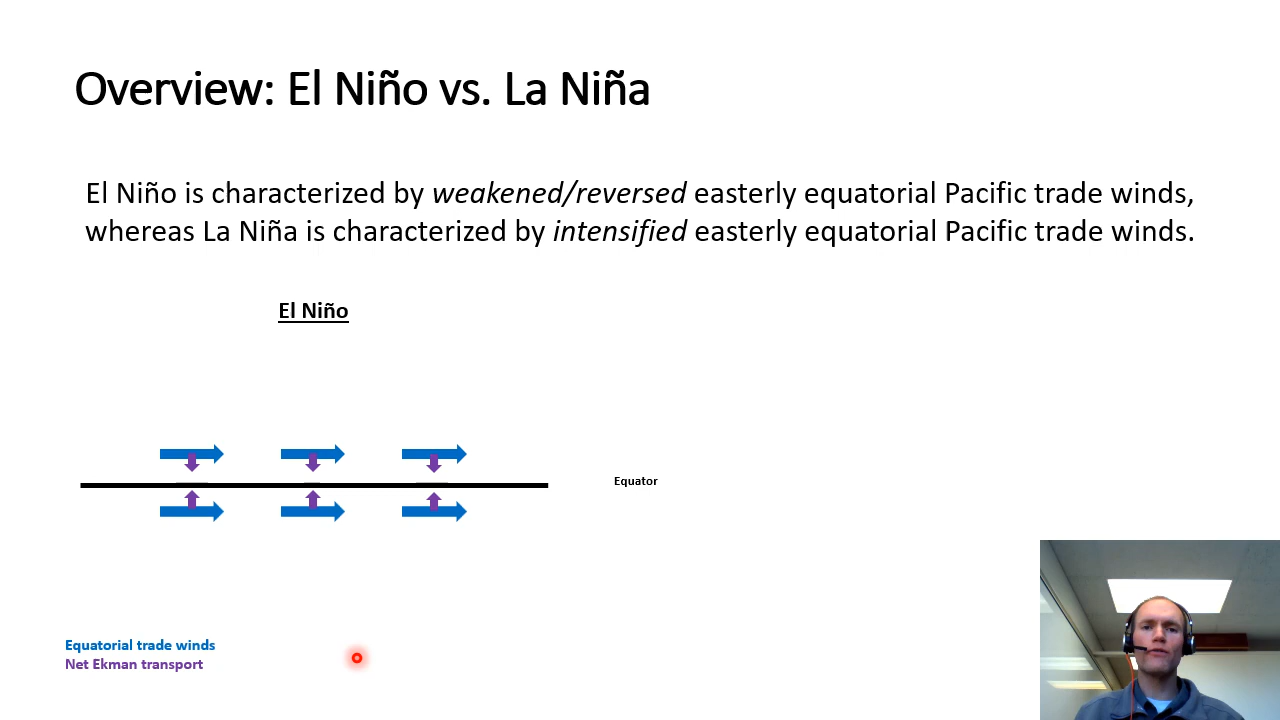 Overview: El Niño vs. La Niña
El Niño is characterized by weakened/reversed easterly equatorial Pacific trade winds,
whereas La Niña is characterized by intensified easterly equatorial Pacific trade winds.
El Niño
Equator
Equatorial trade winds
Net Ekman transport